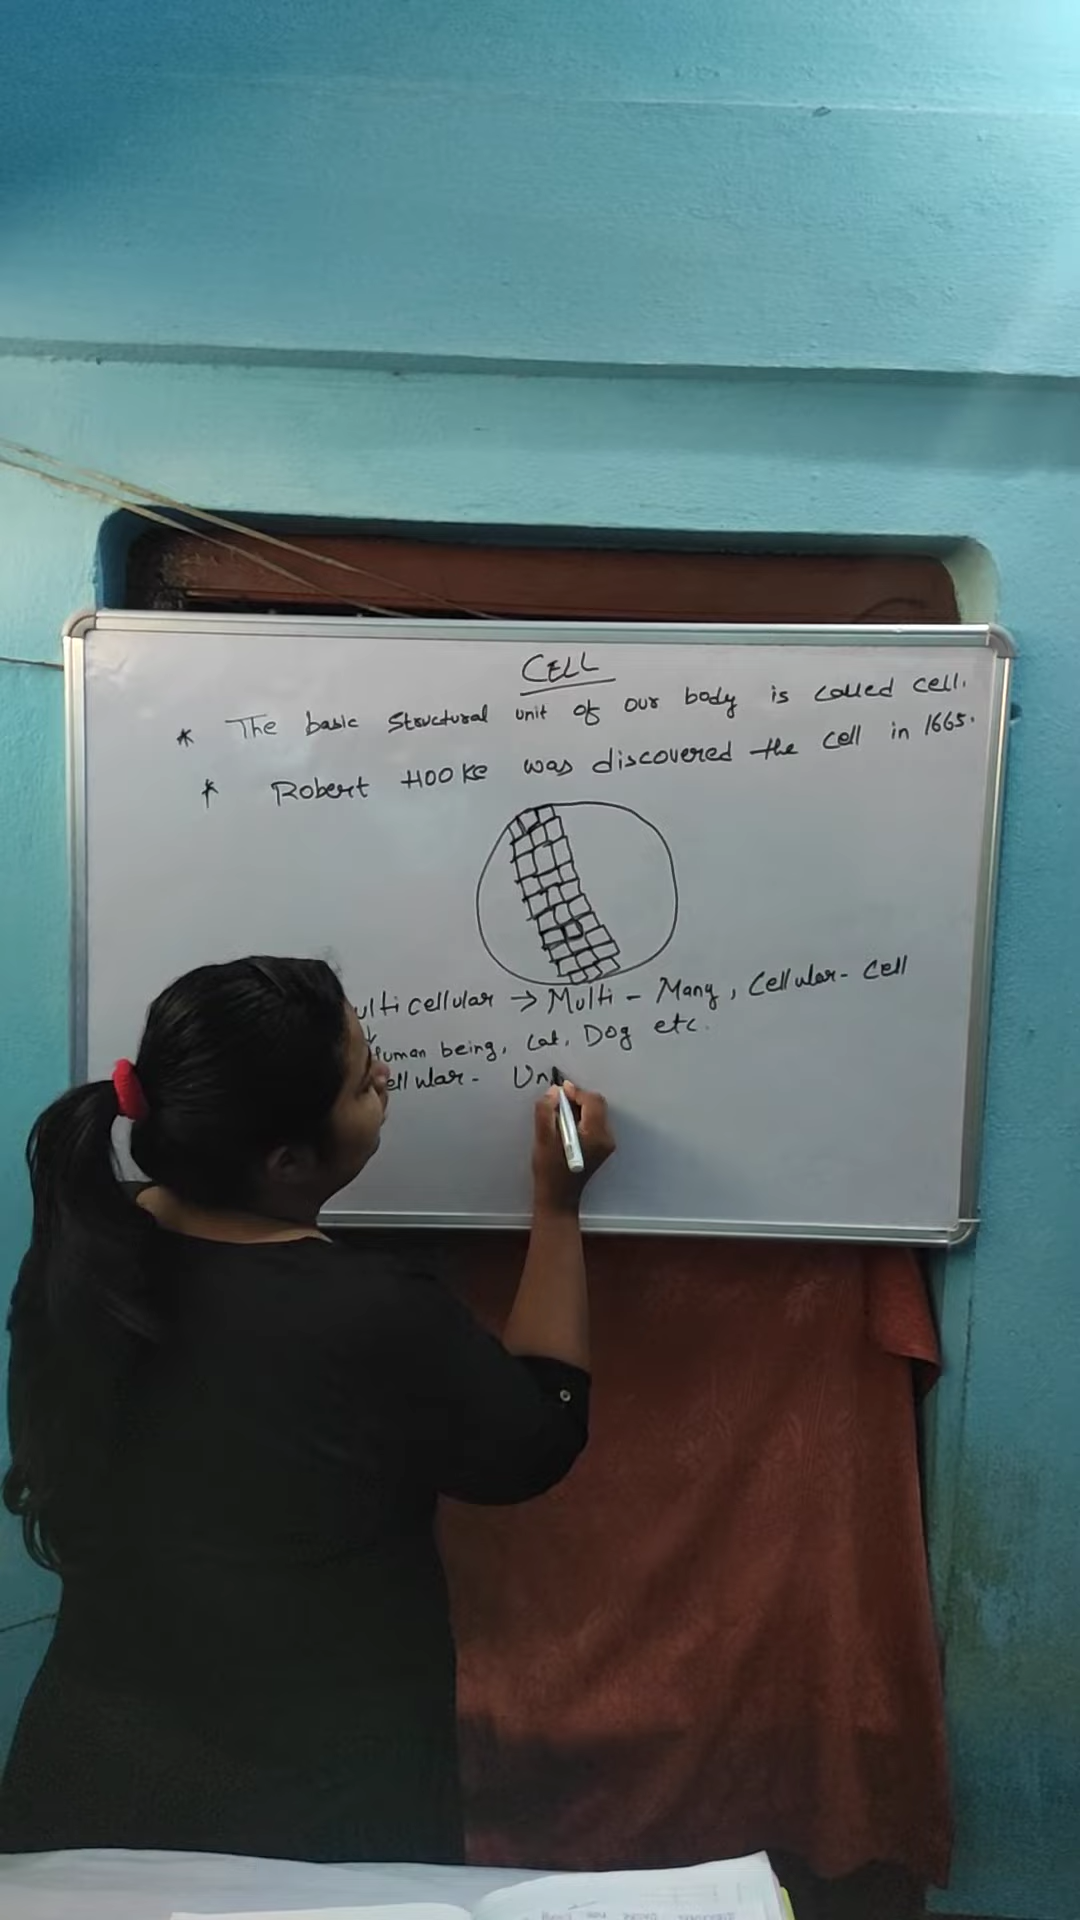 CELL
* The basic structural unit of our body is called cell.
* Robert HOOKe was discovered the cell in 1665.
ulticellular → Multi - Many, Cellular- Cell
↓
Human being, Cat, Dog etc.
ellular - Uni